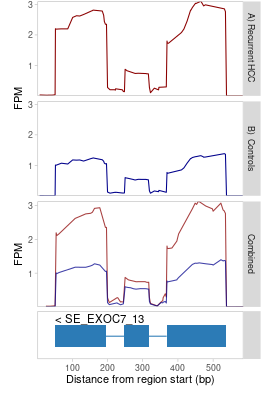 3
2
1
FPM
A) Recurrent HCC
3
2
1
B) Controls
3
2
1
FPM
Combined
< SE_EXOC7_13
100 200 300 400 500
Distance from region start (bp)